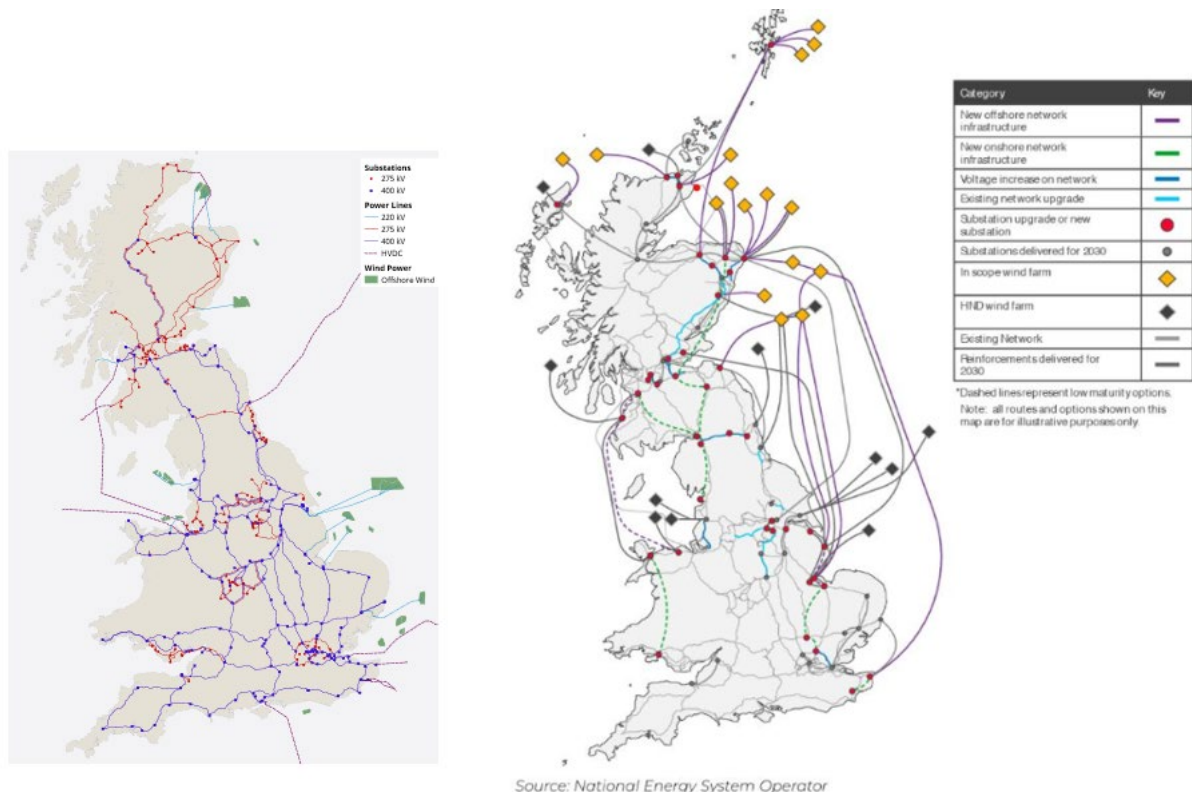 Substations
275 kV
400 kV
Power Lines
220 kV
275 kV
400 kV
HVDC
Wind Power
Offshore Wind
Category Key
New offshore network
infrastructure
New onshore network
infrastructure
Voltage increase on network
Existing network upgrade
Substation upgrade or new
substation
Substations delivered for 2030
In scope wind farm
HND wind farm
Existing Network
Reinforcements delivered for
2030
*Dashed lines represent low maturity options.
Note: all routes and options shown on this
map are for illustrative purposes only.
Source: National Energy System Operator